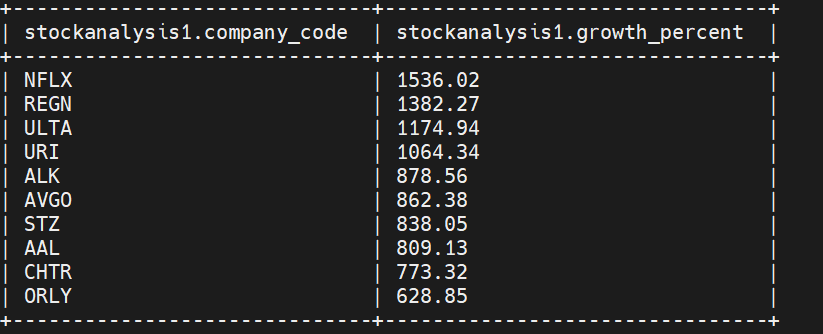 +-------------------------------+---------------------------------+
| stockanalysis1.company_code  | stockanalysis1.growth_percent  |
+-------------------------------+---------------------------------+
| NFLX                          | 1536.02                         |
| REGN                          | 1382.27                         |
| ULTA                          | 1174.94                         |
| URI                           | 1064.34                         |
| ALK                           | 878.56                          |
| AVGO                          | 862.38                          |
| STZ                           | 838.05                          |
| AAL                           | 809.13                          |
| CHTR                          | 773.32                          |
| ORLY                          | 628.85                          |
+-------------------------------+---------------------------------+